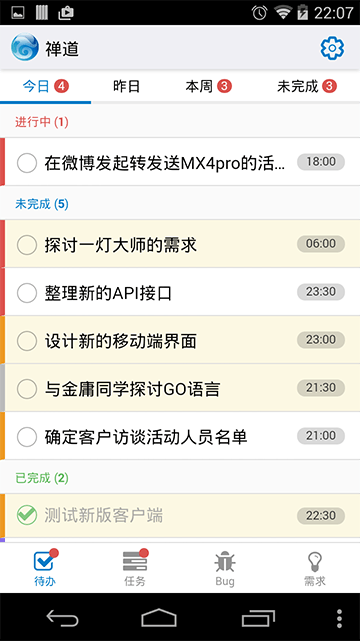 22:07
禅道
今日 4
昨日
本周 3
未完成 3
进行中 (1)
在微博发起转发送MX4pro的活... 18:00
未完成 (5)
探讨一灯大师的需求 06:00
整理新的API接口 23:30
设计新的移动端界面 23:00
与金庸同学探讨GO语言 21:30
确定客户访谈活动人员名单 21:00
已完成 (2)
测试新版客户端 22:30
待办
任务
Bug
需求